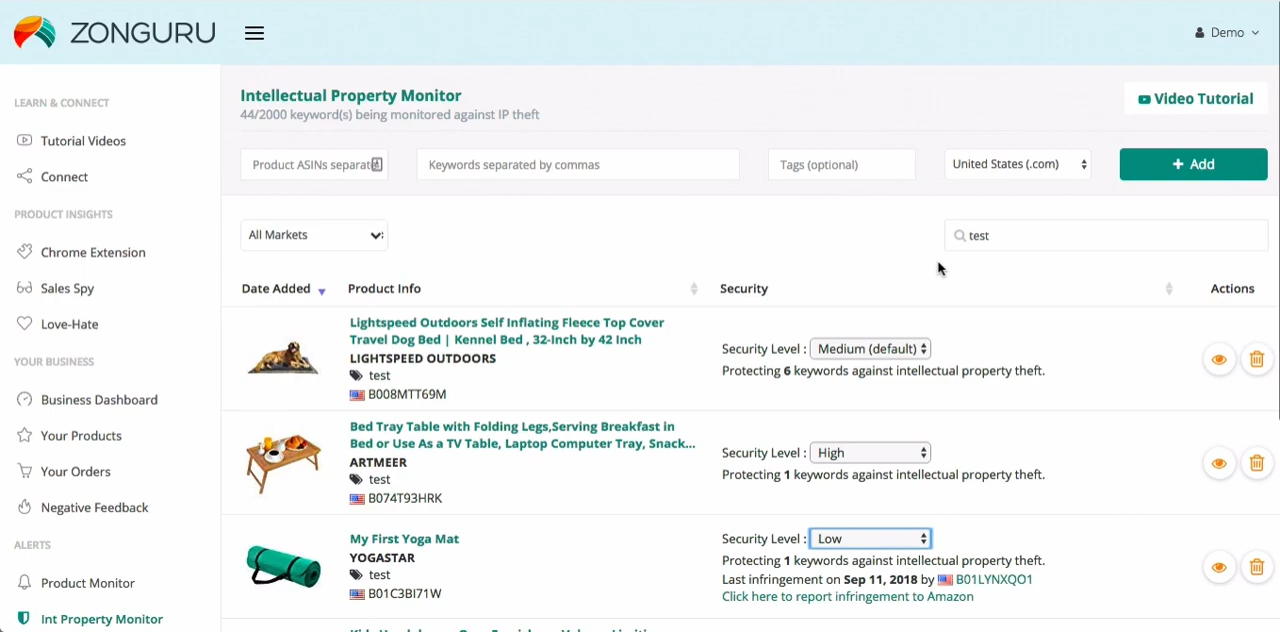 ZONGURU
Demo
LEARN & CONNECT
Tutorial Videos
Connect
PRODUCT INSIGHTS
Chrome Extension
Sales Spy
Love-Hate
YOUR BUSINESS
Business Dashboard
Your Products
Your Orders
Negative Feedback
ALERTS
Product Monitor
Int Property Monitor
Intellectual Property Monitor
44/2000 keyword(s) being monitored against IP theft
Video Tutorial
Product ASINs separat
Keywords separated by commas
Tags (optional)
United States (.com)
+ Add
All Markets
test
Date Added
Product Info
Security
Actions
Lightspeed Outdoors Self Inflating Fleece Top Cover
Travel Dog Bed | Kennel Bed , 32-Inch by 42 Inch
LIGHTSPEED OUTDOORS
test
B008MTT69M
Security Level : Medium (default)
Protecting 6 keywords against intellectual property theft.
Bed Tray Table with Folding Legs,Serving Breakfast in
Bed or Use As a TV Table, Laptop Computer Tray, Snack...
ARTMEER
test
B074T93HRK
Security Level : High
Protecting 1 keywords against intellectual property theft.
My First Yoga Mat
YOGASTAR
test
B01C3BI71W
Security Level : Low
Protecting 1 keywords against intellectual property theft.
Last infringement on Sep 11, 2018 by B01LYNXQO1
Click here to report infringement to Amazon